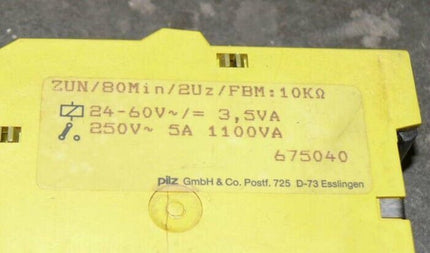 ZUN/80Min/2Uz/FBM:10KΩ
24-60V~/= 3,5VA
250V~ 5A 1100VA
675040
pilz GmbH & Co. Postf. 725 D-73 Esslingen